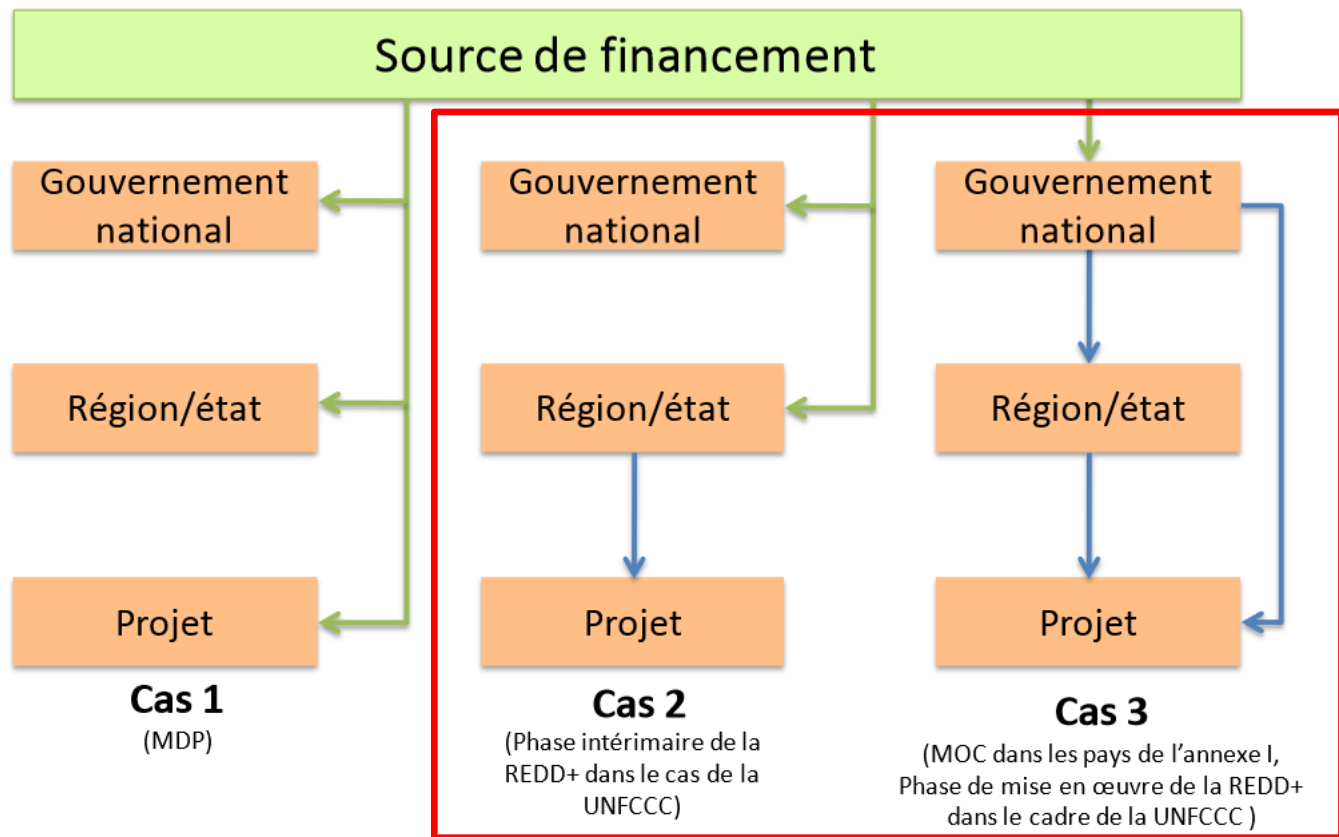 Source de financement
Gouvernement
national
Région/état
Projet
Cas 1
(MDP)
Gouvernement
national
Région/état
Projet
Cas 2
(Phase intérimaire de la
REDD+ dans le cas de la
UNFCCC)
Gouvernement
national
Région/état
Projet
Cas 3
(MOC dans les pays de l’annexe I,
Phase de mise en œuvre de la REDD+
dans le cadre de la UNFCCC )